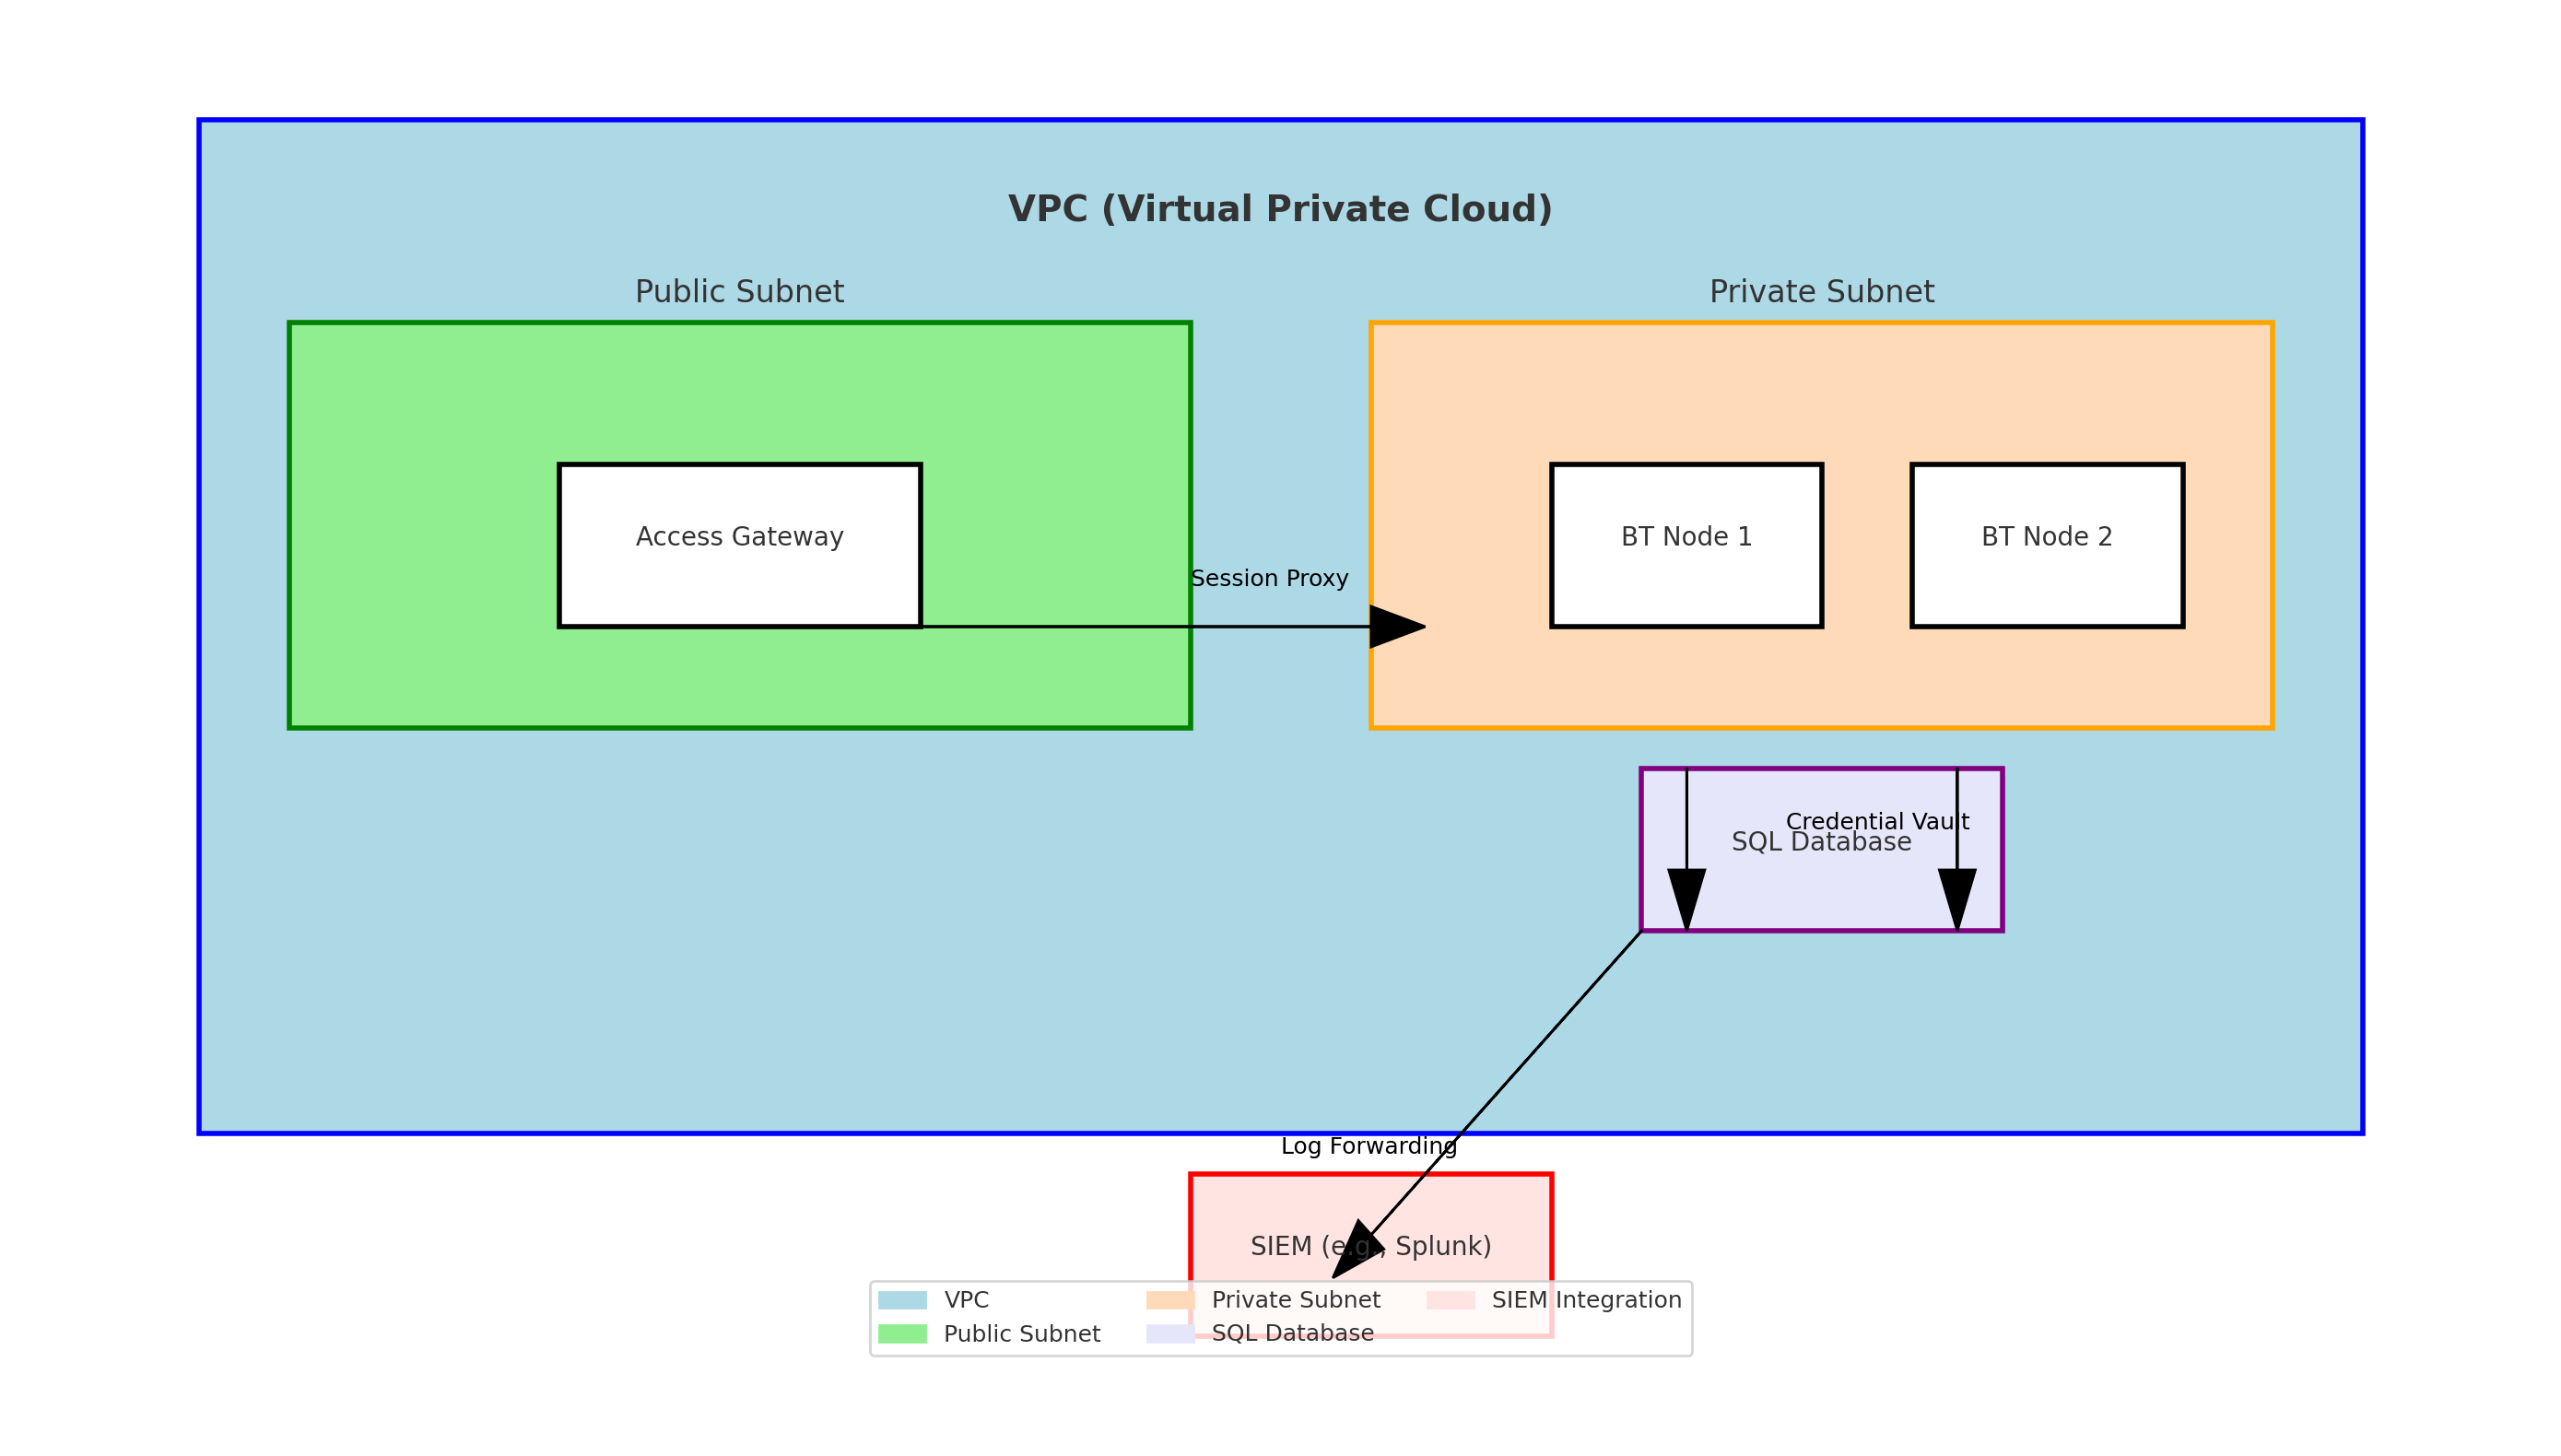 VPC (Virtual Private Cloud)
Public Subnet
Private Subnet
Access Gateway
BT Node 1
BT Node 2
Session Proxy
Credential Vault
SQL Database
Log Forwarding
SIEM (e.g., Splunk)
VPC
Public Subnet
Private Subnet
SQL Database
SIEM Integration